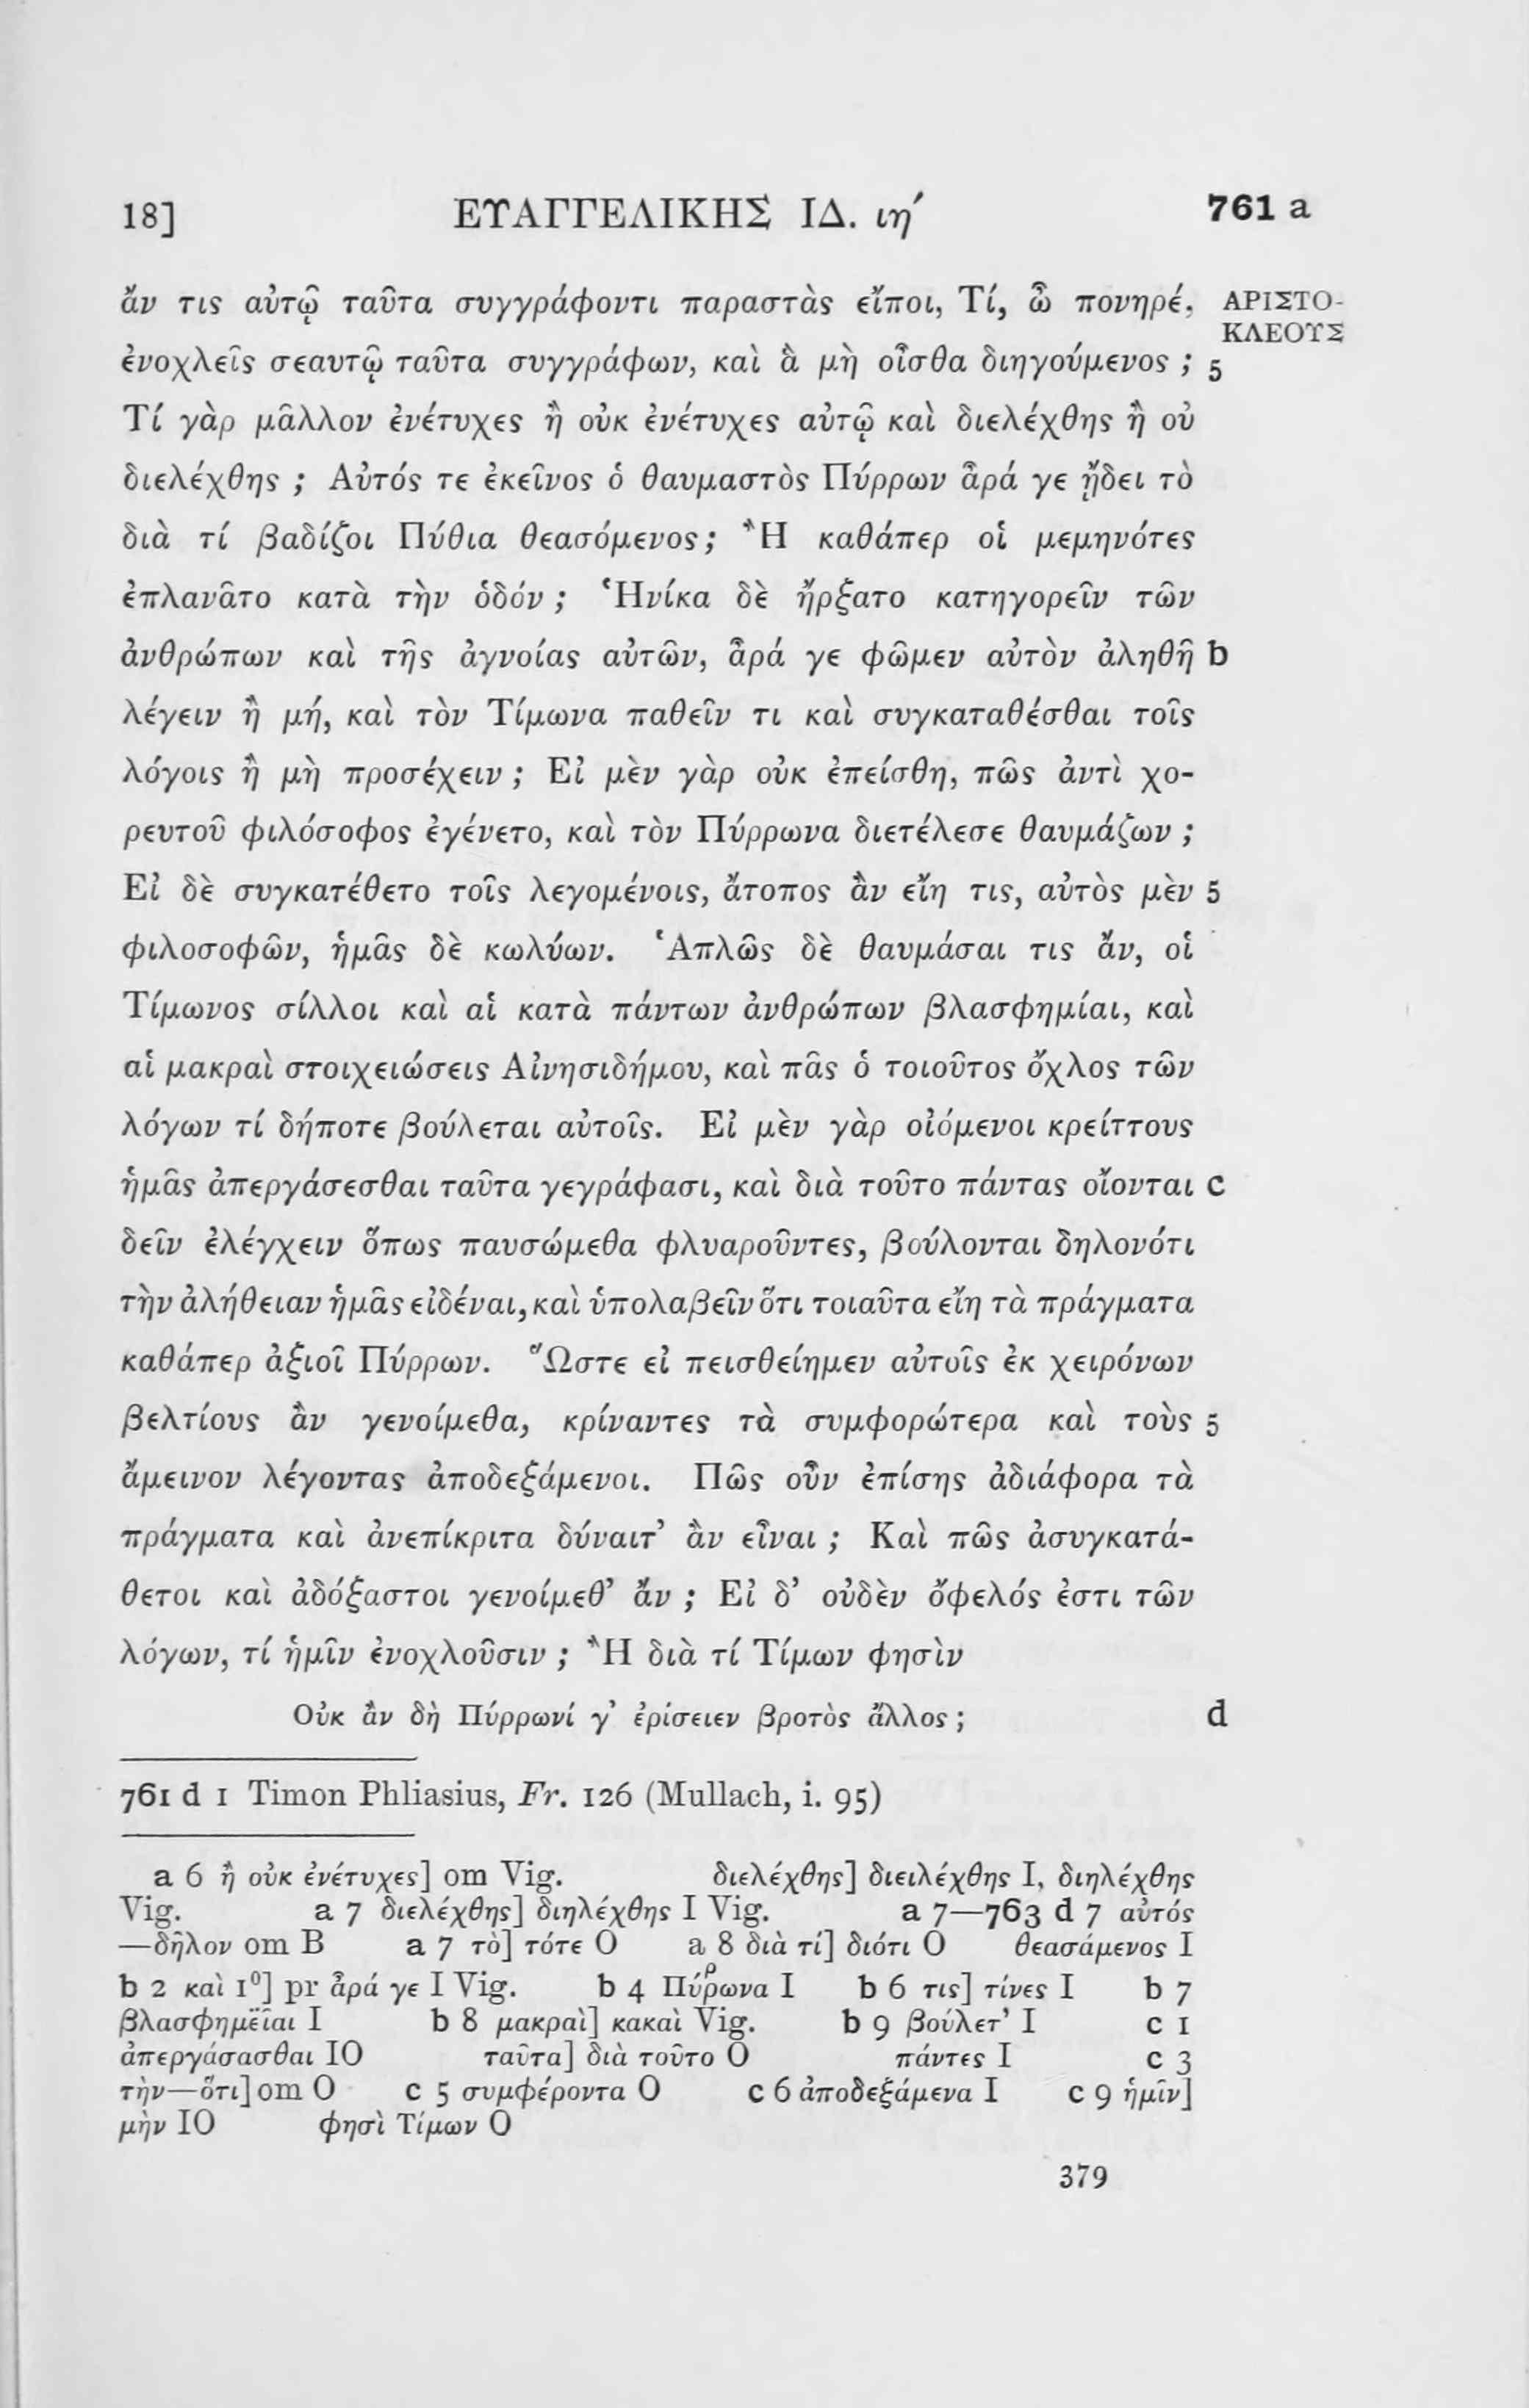 18] ΕΥΑΓΓΕΛΙΚΗΣ ΙΔ. ιη´ 761 a
ἄν τις αὐτῷ ταῦτα συγγράφοντι παραστὰς εἴποι, Τί, ὦ πονηρέ, ΑΡΙΣΤΟ-
ΚΛΕΟΥΣ
ἐνοχλεῖς σεαυτῷ ταῦτα συγγράφων, καὶ ἃ μὴ οἶσθα διηγούμενος ; 5
Τί γὰρ μᾶλλον ἐνέτυχες ἢ οὐκ ἐνέτυχες αὐτῷ καὶ διελέχθης ἢ οὐ
διελέχθης ; Αὐτός τε ἐκεῖνος ὁ θαυμαστὸς Πύρρων ἆρά γε ᾔδει τὸ
διὰ τί βαδίζοι Πύθια θεασόμενος; Ἢ καθάπερ οἱ μεμηνότες
ἐπλανᾶτο κατὰ τὴν ὁδόν ; Ἡνίκα δὲ ἤρξατο κατηγορεῖν τῶν
ἀνθρώπων καὶ τῆς ἀγνοίας αὐτῶν, ἆρά γε φῶμεν αὐτὸν ἀληθῆ b
λέγειν ἢ μή, καὶ τὸν Τίμωνα παθεῖν τι καὶ συγκαταθέσθαι τοῖς
λόγοις ἢ μὴ προσέχειν ; Εἰ μὲν γὰρ οὐκ ἐπείσθη, πῶς ἀντὶ χο-
ρευτοῦ φιλόσοφος ἐγένετο, καὶ τὸν Πύρρωνα διετέλεσε θαυμάζων ;
Εἰ δὲ συγκατέθετο τοῖς λεγομένοις, ἄτοπος ἂν εἴη τις, αὐτὸς μὲν 5
φιλοσοφῶν, ἡμᾶς δὲ κωλύων. Ἁπλῶς δὲ θαυμάσαι τις ἄν, οἱ
Τίμωνος σίλλοι καὶ αἱ κατὰ πάντων ἀνθρώπων βλασφημίαι, καὶ
αἱ μακραὶ στοιχειώσεις Αἰνησιδήμου, καὶ πᾶς ὁ τοιοῦτος ὄχλος τῶν
λόγων τί δήποτε βούλεται αὐτοῖς. Εἰ μὲν γὰρ οἰόμενοι κρείττους
ἡμᾶς ἀπεργάσεσθαι ταῦτα γεγράφασι, καὶ διὰ τοῦτο πάντας οἴονται c
δεῖν ἐλέγχειν ὅπως παυσώμεθα φλυαροῦντες, βούλονται δηλονότι
τὴν ἀλήθειαν ἡμᾶς εἰδέναι, καὶ ὑπολαβεῖν ὅτι τοιαῦτα εἴη τὰ πράγματα
καθάπερ ἀξιοῖ Πύρρων. Ὥστε εἰ πεισθείημεν αὐτοῖς ἐκ χειρόνων
βελτίους ἂν γενοίμεθα, κρίναντες τὰ συμφορώτερα καὶ τοὺς 5
ἄμεινον λέγοντας ἀποδεξάμενοι. Πῶς οὖν ἐπίσης ἀδιάφορα τὰ
πράγματα καὶ ἀνεπίκριτα δύναιτ’ ἂν εἶναι ; Καὶ πῶς ἀσυγκατά-
θετοι καὶ ἀδόξαστοι γενοίμεθ’ ἄν ; Εἰ δ’ οὐδὲν ὄφελός ἐστι τῶν
λόγων, τί ἡμῖν ἐνοχλοῦσιν ; Ἢ διὰ τί Τίμων φησὶν
Οὐκ ἂν δὴ Πύρρωνί γ’ ἐρίσειεν βροτὸς ἄλλος ; d
761 d 1 Timon Phliasius, Fr. 126 (Mullach, i. 95)
a 6 ἢ οὐκ ἐνέτυχες] om Vig. διελέχθης] διειλέχθης I, διηλέχθης
Vig. a 7 διελέχθης] διηλέχθης I Vig. a 7—763 d 7 αὐτός
—δῆλον om B a 7 τὸ] τότε O a 8 διὰ τί] διότι O θεασάμενος I
b 2 καὶ 1⁰] pr ἆρά γε I Vig. b 4 Πύῤωνα I b 6 τις] τίνες I b 7
βλασφημεῖαι I b 8 μακραὶ] κακαὶ Vig. b 9 βούλετ’ I c 1
ἀπεργάσασθαι IO ταῦτα] διὰ τοῦτο O πάντες I c 3
τὴν—ὅτι] om O c 5 συμφέροντα O c 6 ἀποδεξάμενα I c 9 ἡμῖν]
μὴν IO φησὶ Τίμων O
379